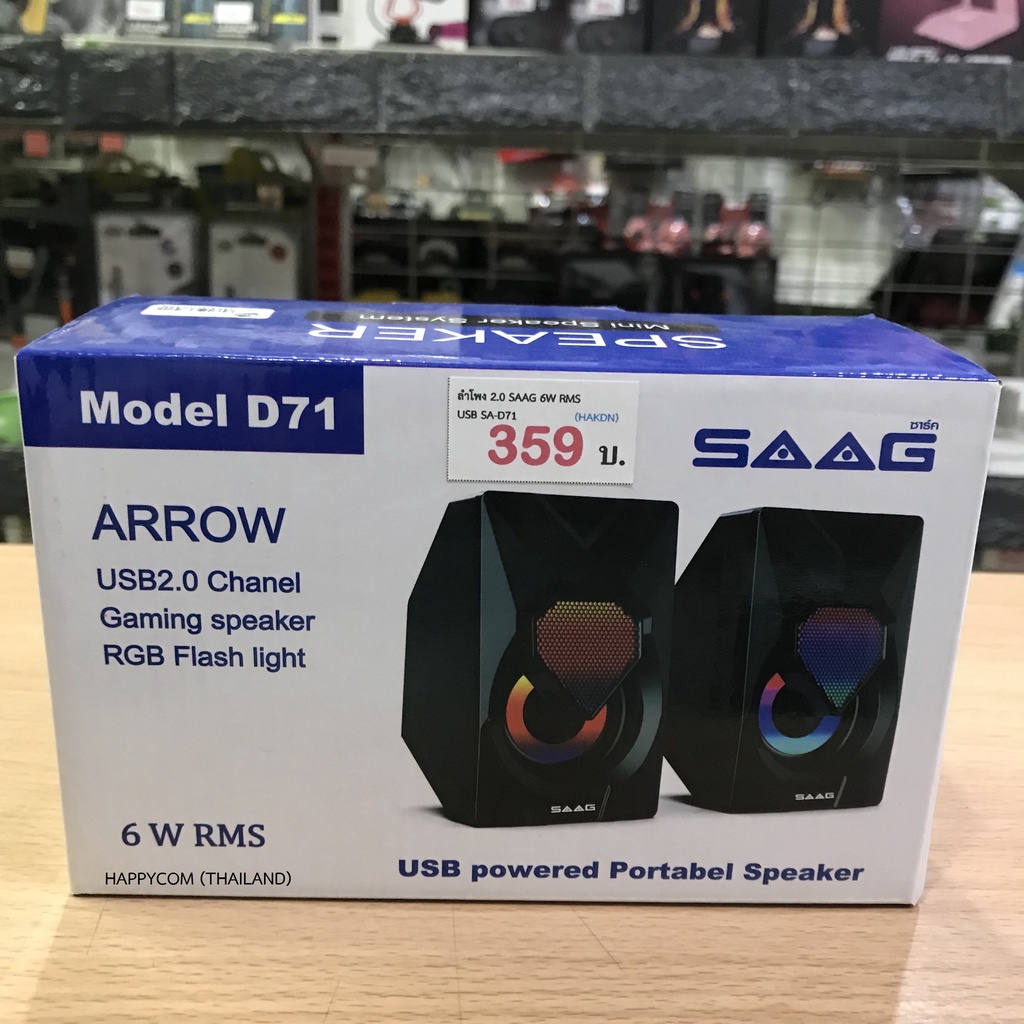 SPEAKER
Mini Speaker System
Model D71
ลำโพง 2.0 SAAG 6W RMS
USB SA-D71 (HAKDN)
359 บ.
ซาร์ค
SAAG
ARROW
USB2.0 Chanel
Gaming speaker
RGB Flash light
SAAG
SAAG
6 W RMS
HAPPYCOM (THAILAND)
USB powered Portabel Speaker